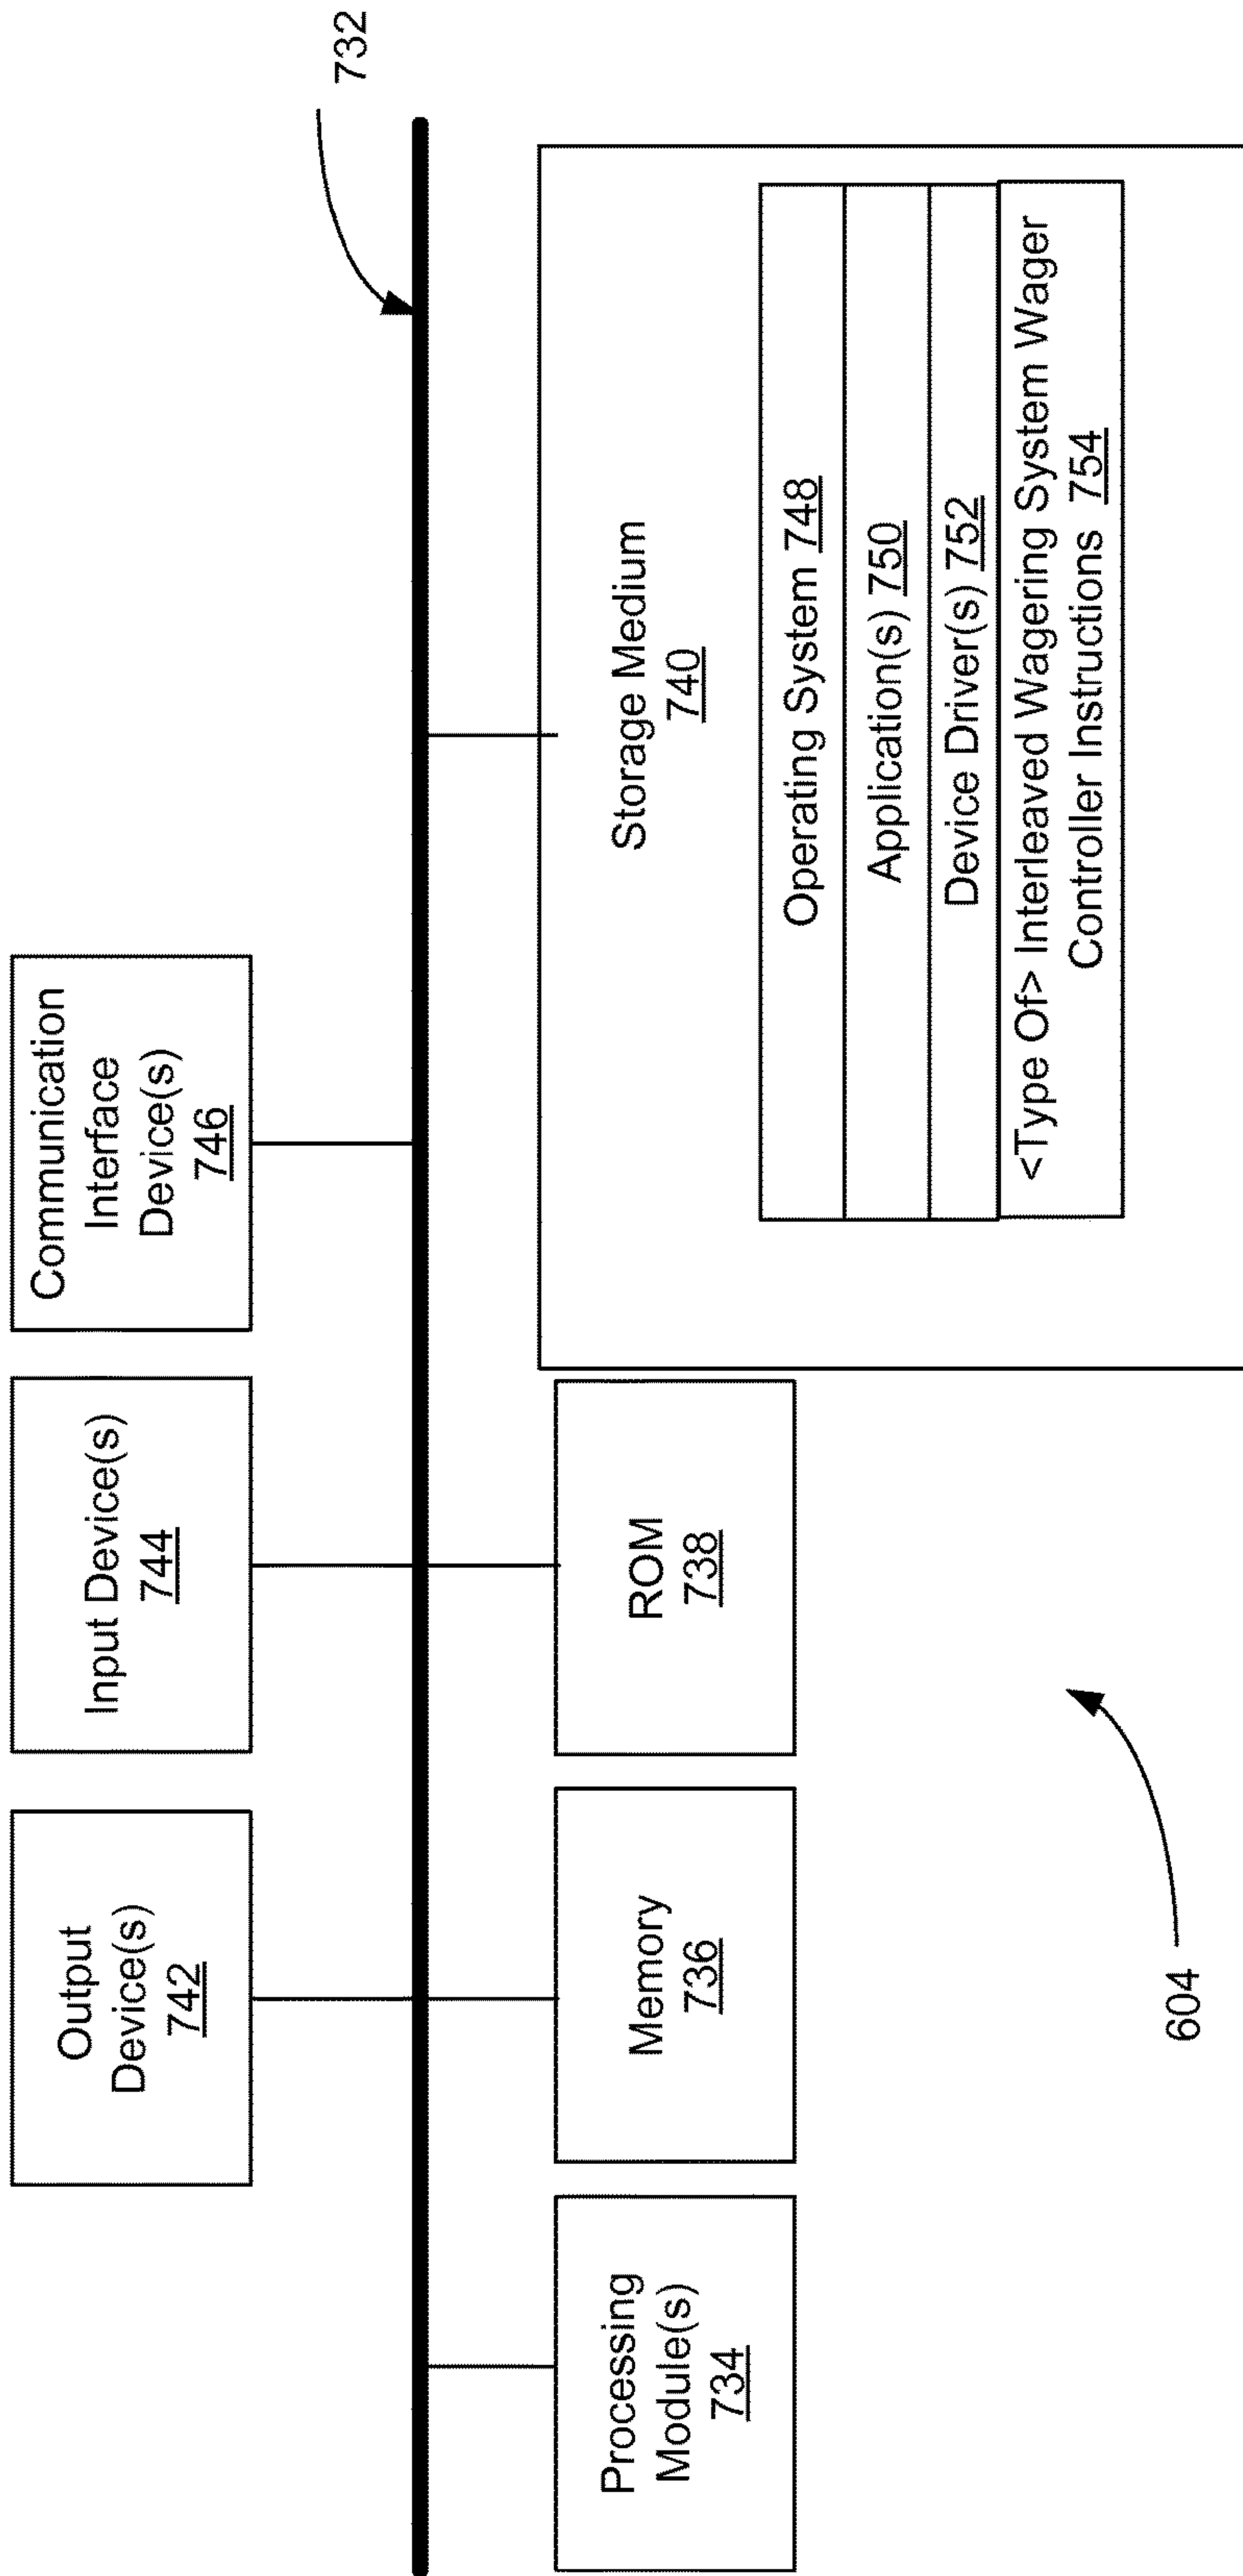 732
Output
Device(s)
742
Input Device(s)
744
Communication
Interface
Device(s)
746
Processing
Module(s)
734
Memory
736
ROM
738
Storage Medium
740
Operating System 748
Application(s) 750
Device Driver(s) 752
<Type Of> Interleaved Wagering System Wager
Controller Instructions 754
604